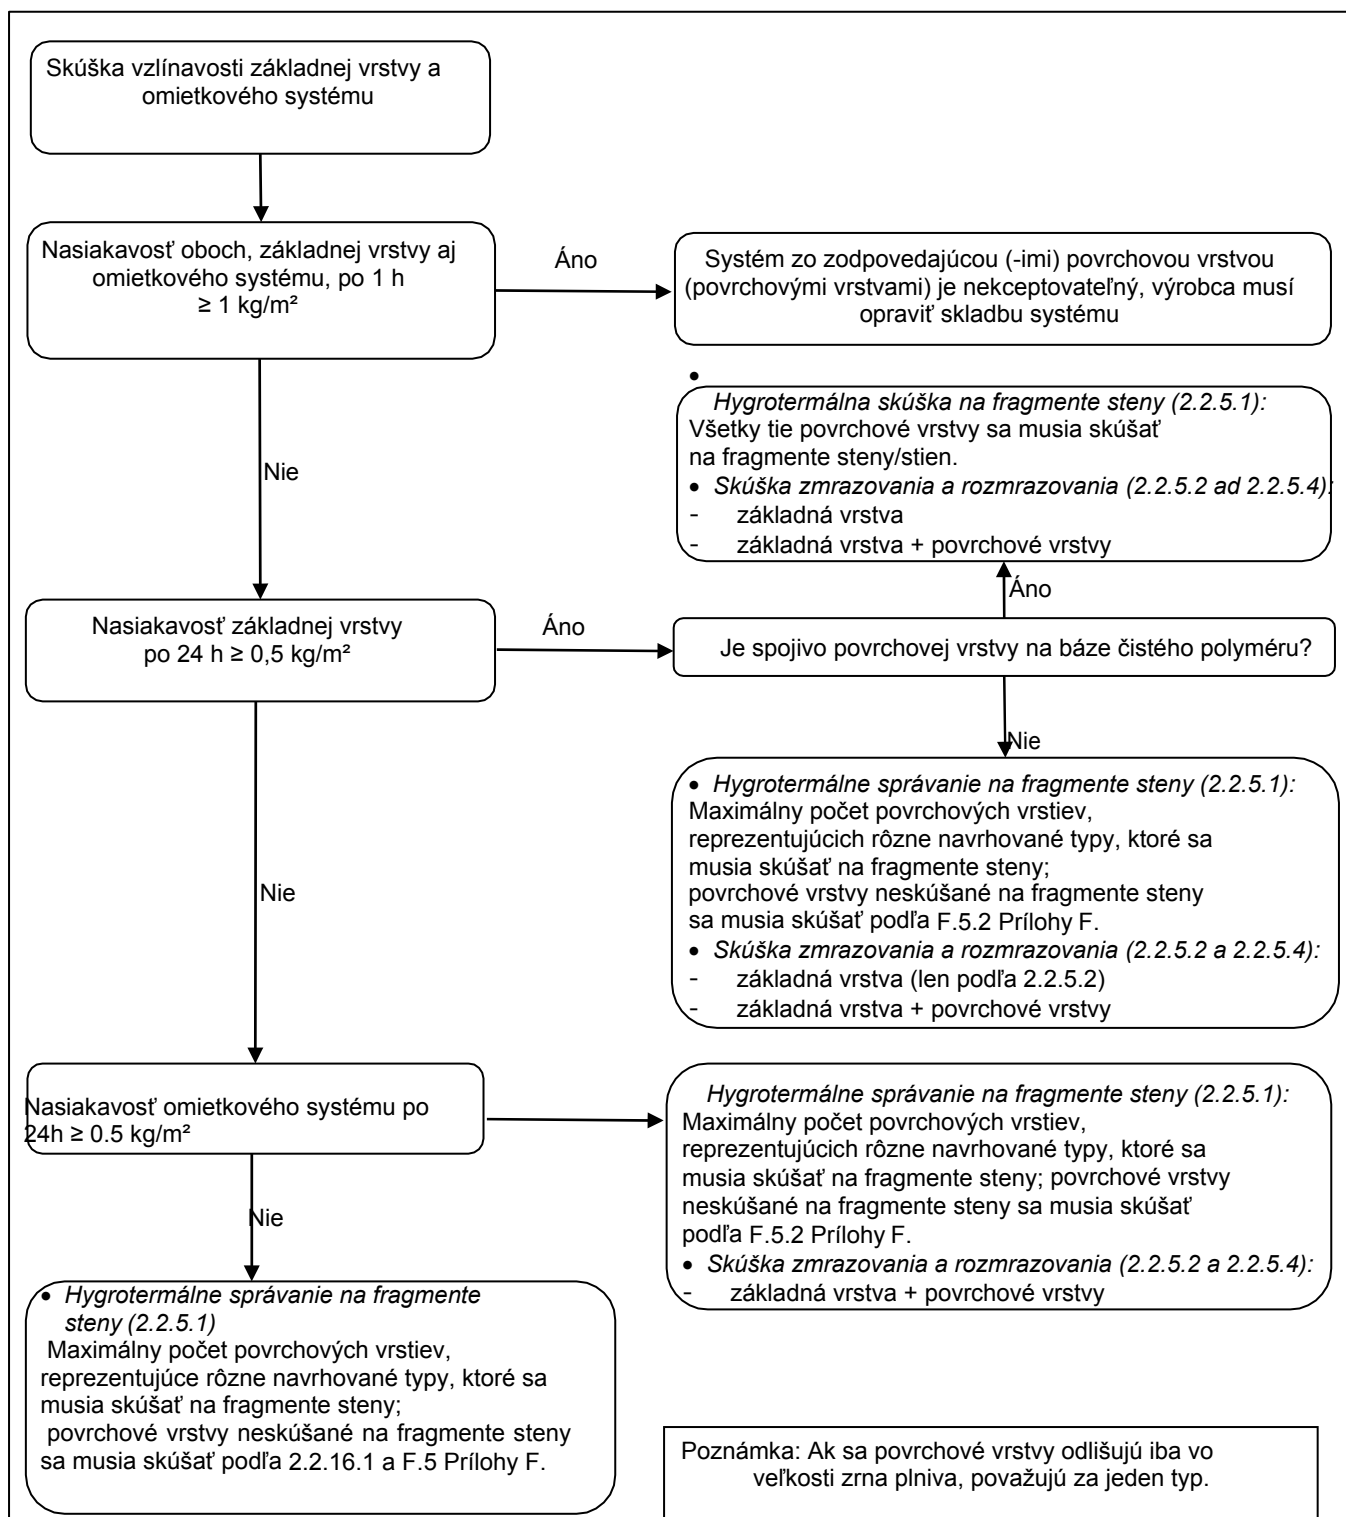 Skúška vzlínavosti základnej vrstvy a
omietkového systému
Nasiakavosť oboch, základnej vrstvy aj
omietkového systému, po 1 h
≥ 1 kg/m²
Áno
Systém zo zodpovedajúcou (-imi) povrchovou vrstvou
(povrchovými vrstvami) je nekceptovateľný, výrobca musí
opraviť skladbu systému
Nie
•
Hygrotermálna skúška na fragmente steny (2.2.5.1):
Všetky tie povrchové vrstvy sa musia skúšať
na fragmente steny/stien.
• Skúška zmrazovania a rozmrazovania (2.2.5.2 ad 2.2.5.4):
- základná vrstva
- základná vrstva + povrchové vrstvy
Áno
Nasiakavosť základnej vrstvy
po 24 h ≥ 0,5 kg/m²
Áno
Je spojivo povrchovej vrstvy na báze čistého polyméru?
Nie
• Hygrotermálne správanie na fragmente steny (2.2.5.1):
Maximálny počet povrchových vrstiev,
reprezentujúcich rôzne navrhované typy, ktoré sa
musia skúšať na fragmente steny;
povrchové vrstvy neskúšané na fragmente steny
sa musia skúšať podľa F.5.2 Prílohy F.
• Skúška zmrazovania a rozmrazovania (2.2.5.2 a 2.2.5.4):
- základná vrstva (len podľa 2.2.5.2)
- základná vrstva + povrchové vrstvy
Nie
Nasiakavosť omietkového systému po
24h ≥ 0.5 kg/m²
Hygrotermálne správanie na fragmente steny (2.2.5.1):
Maximálny počet povrchových vrstiev,
reprezentujúcich rôzne navrhované typy, ktoré sa
musia skúšať na fragmente steny; povrchové vrstvy
neskúšané na fragmente steny sa musia skúšať
podľa F.5.2 Prílohy F.
• Skúška zmrazovania a rozmrazovania (2.2.5.2 a 2.2.5.4):
- základná vrstva + povrchové vrstvy
Nie
• Hygrotermálne správanie na fragmente
steny (2.2.5.1)
Maximálny počet povrchových vrstiev,
reprezentujúce rôzne navrhované typy, ktoré sa
musia skúšať na fragmente steny;
povrchové vrstvy neskúšané na fragmente steny
sa musia skúšať podľa 2.2.16.1 a F.5 Prílohy F.
Poznámka: Ak sa povrchové vrstvy odlišujú iba vo
veľkosti zrna plniva, považujú za jeden typ.